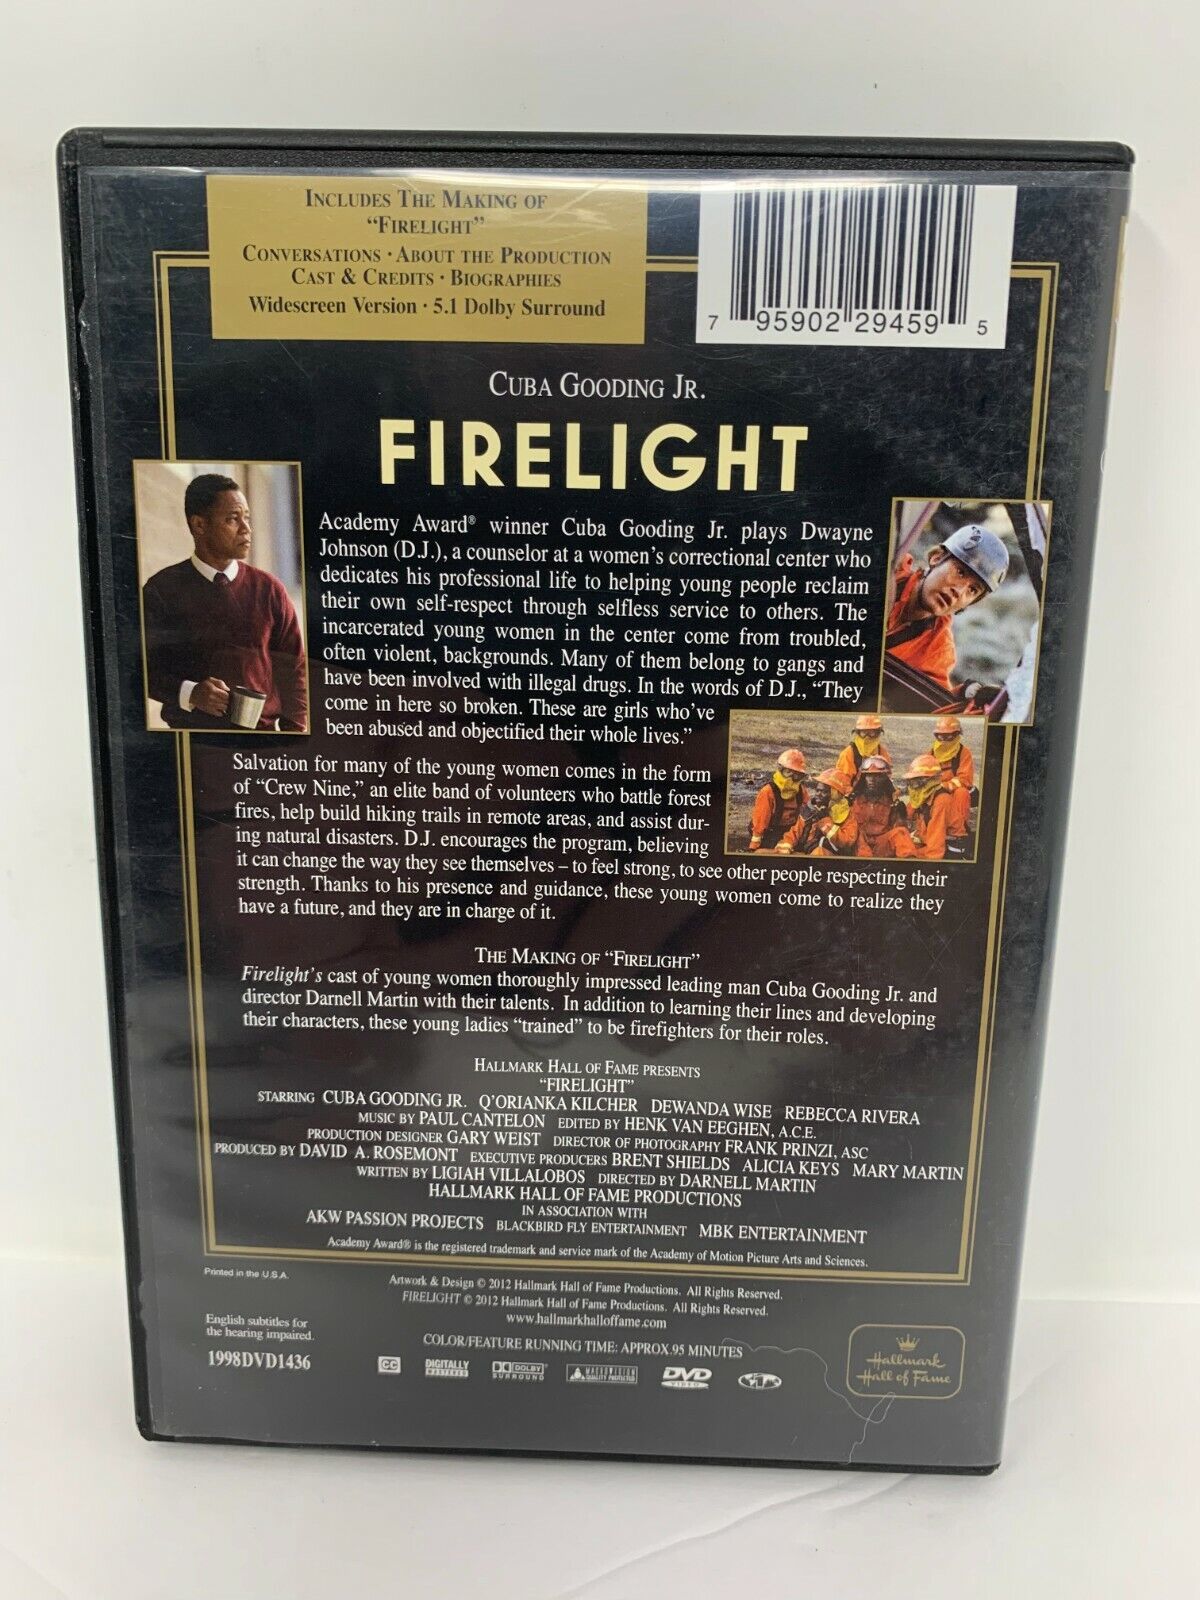 INCLUDES THE MAKING OF
"FIRELIGHT"
CONVERSATIONS · ABOUT THE PRODUCTION
CAST & CREDITS · BIOGRAPHIES
Widescreen Version · 5.1 Dolby Surround
7 95902 29459 5
CUBA GOODING JR.
FIRELIGHT
Academy Award® winner Cuba Gooding Jr. plays Dwayne
Johnson (D.J.), a counselor at a women's correctional center who
dedicates his professional life to helping young people reclaim
their own self-respect through selfless service to others. The
incarcerated young women in the center come from troubled,
often violent, backgrounds. Many of them belong to gangs and
have been involved with illegal drugs. In the words of D.J., "They
come in here so broken. These are girls who've
been abused and objectified their whole lives."
Salvation for many of the young women comes in the form
of "Crew Nine," an elite band of volunteers who battle forest
fires, help build hiking trails in remote areas, and assist dur-
ing natural disasters. D.J. encourages the program, believing
it can change the way they see themselves – to feel strong, to see other people respecting their
strength. Thanks to his presence and guidance, these young women come to realize they
have a future, and they are in charge of it.
THE MAKING OF "FIRELIGHT"
Firelight's cast of young women thoroughly impressed leading man Cuba Gooding Jr. and
director Darnell Martin with their talents. In addition to learning their lines and developing
their characters, these young ladies "trained" to be firefighters for their roles.
HALLMARK HALL OF FAME PRESENTS
"FIRELIGHT"
STARRING CUBA GOODING JR. Q'ORIANKA KILCHER DEWANDA WISE REBECCA RIVERA
MUSIC BY PAUL CANTELON EDITED BY HENK VAN EEGHEN, A.C.E.
PRODUCTION DESIGNER GARY WEIST DIRECTOR OF PHOTOGRAPHY FRANK PRINZI, ASC
PRODUCED BY DAVID A. ROSEMONT EXECUTIVE PRODUCERS BRENT SHIELDS ALICIA KEYS MARY MARTIN
WRITTEN BY LIGIAH VILLALOBOS DIRECTED BY DARNELL MARTIN
HALLMARK HALL OF FAME PRODUCTIONS
IN ASSOCIATION WITH
AKW PASSION PROJECTS BLACKBIRD FLY ENTERTAINMENT MBK ENTERTAINMENT
Academy Award® is the registered trademark and service mark of the Academy of Motion Picture Arts and Sciences.
Printed in the U.S.A.
Artwork & Design © 2012 Hallmark Hall of Fame Productions. All Rights Reserved.
FIRELIGHT © 2012 Hallmark Hall of Fame Productions. All Rights Reserved.
www.hallmarkhalloffame.com
English subtitles for
the hearing impaired.
COLOR/FEATURE RUNNING TIME: APPROX.95 MINUTES
1998DVD1436
CC
DIGITALLY
MASTERED
DOLBY
SURROUND
MACROVISION
QUALITY PROTECTED
DVD
VIDEO
Hallmark
Hall of Fame